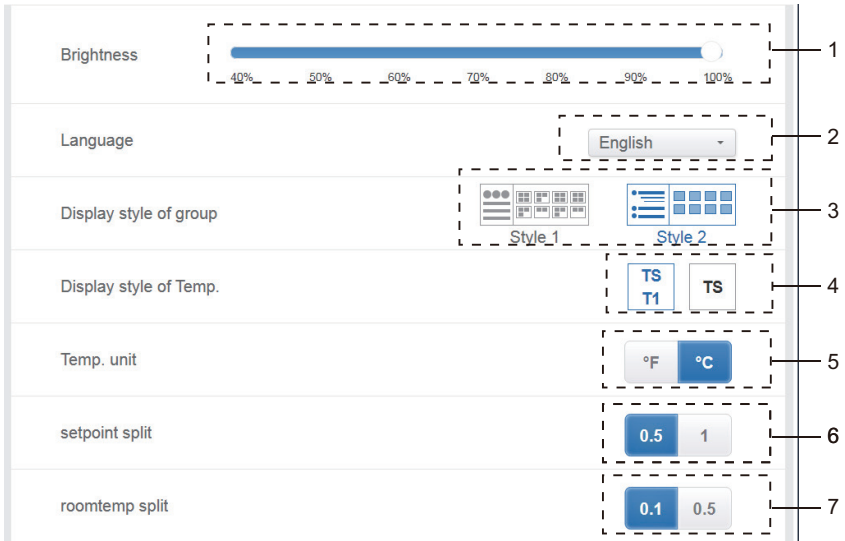 Brightness
40% 50% 60% 70% 80% 90% 100%
1
Language
English
2
Display style of group
Style 1
Style 2
3
Display style of Temp.
TS
T1
TS
4
Temp. unit
°F
°C
5
setpoint split
0.5
1
6
roomtemp split
0.1
0.5
7